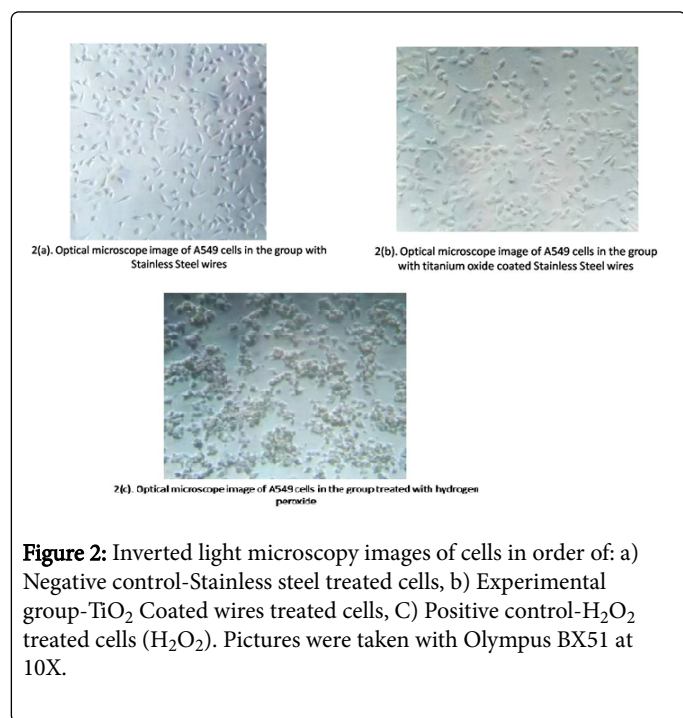 2(a). Optical microscope image of A549 cells in the group with
Stainless Steel wires
2(b). Optical microscope image of A549 cells in the group
with titanium oxide coated Stainless Steel wires
2(c). Optical microscope image of A549 cells in the group treated with hydrogen
peroxide
Figure 2: Inverted light microscopy images of cells in order of: a)
Negative control-Stainless steel treated cells, b) Experimental
group-TiO₂ Coated wires treated cells, C) Positive control-H₂O₂
treated cells (H₂O₂). Pictures were taken with Olympus BX51 at
10X.